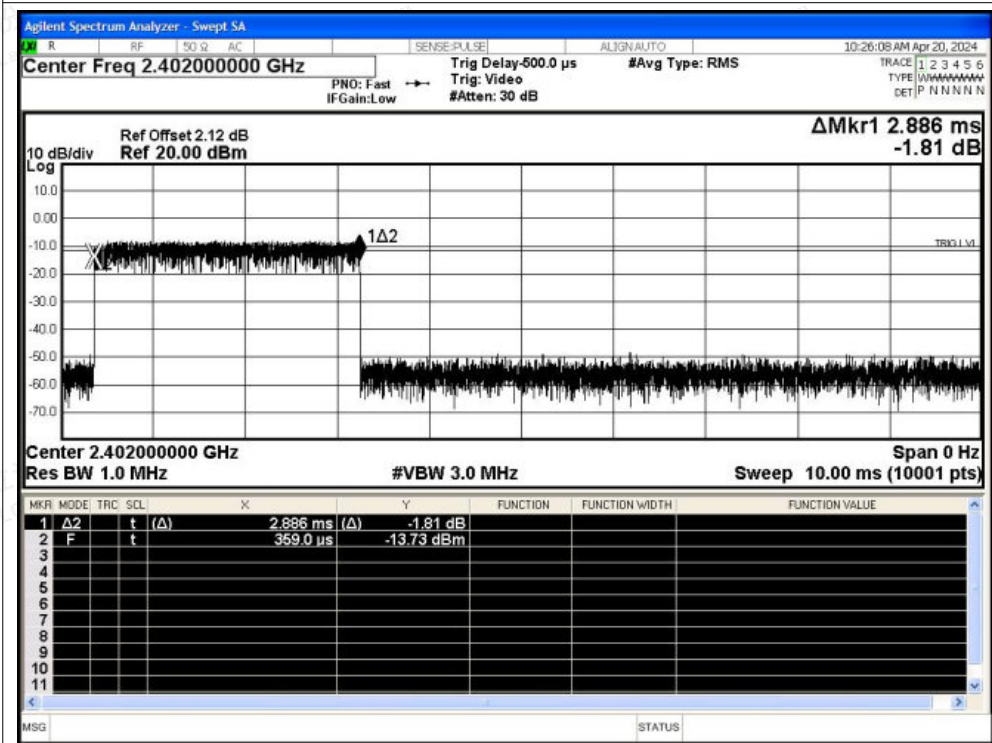 Agilent Spectrum Analyzer - Swept SA
LXI R RF 50 Ω AC SENSE:PULSE ALIGN AUTO 10:26:08 AM Apr 20, 2024
Center Freq 2.402000000 GHz
PNO: Fast
IFGain:Low
Trig Delay-500.0 µs
Trig: Video
#Atten: 30 dB
#Avg Type: RMS
TRACE 1 2 3 4 5 6
TYPE W
DET P N N N N N
ΔMkr1 2.886 ms
-1.81 dB
Ref Offset 2.12 dB
10 dB/div Ref 20.00 dBm
Log
10.0
0.00
-10.0
-20.0
-30.0
-40.0
-50.0
-60.0
-70.0
1Δ2
TRIG LVL
Center 2.402000000 GHz Span 0 Hz
Res BW 1.0 MHz #VBW 3.0 MHz Sweep 10.00 ms (10001 pts)
MKR MODE TRC SCL X Y FUNCTION FUNCTION WIDTH FUNCTION VALUE
1 Δ2 t (Δ) 2.886 ms (Δ) -1.81 dB
2 F t 359.0 µs -13.73 dBm
3
4
5
6
7
8
9
10
11
MSG STATUS